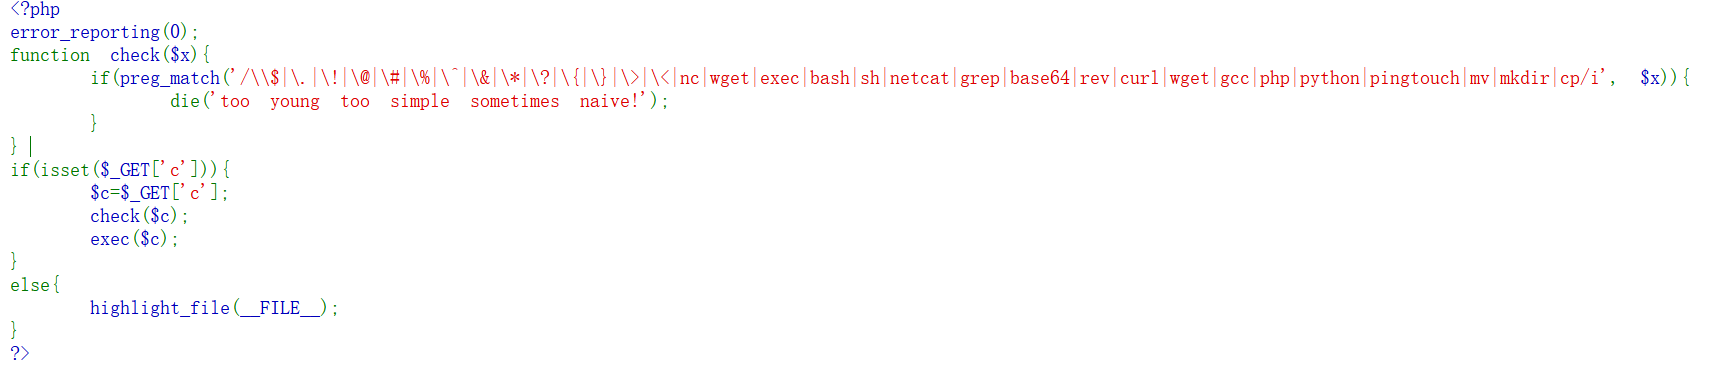 <?php
error_reporting(0);
function  check($x){
        if(preg_match('/\\$|\.|\!|\@|\#|\%|\^|\&|\*|\?|\{|\}|\>|\<|nc|wget|exec|bash|sh|netcat|grep|base64|rev|curl|wget|gcc|php|python|pingtouch|mv|mkdir|cp/i',  $x)){
                die('too  young  too  simple  sometimes  naive!');
        }
}
if(isset($_GET['c'])){
        $c=$_GET['c'];
        check($c);
        exec($c);
}
else{
        highlight_file(__FILE__);
}
?>